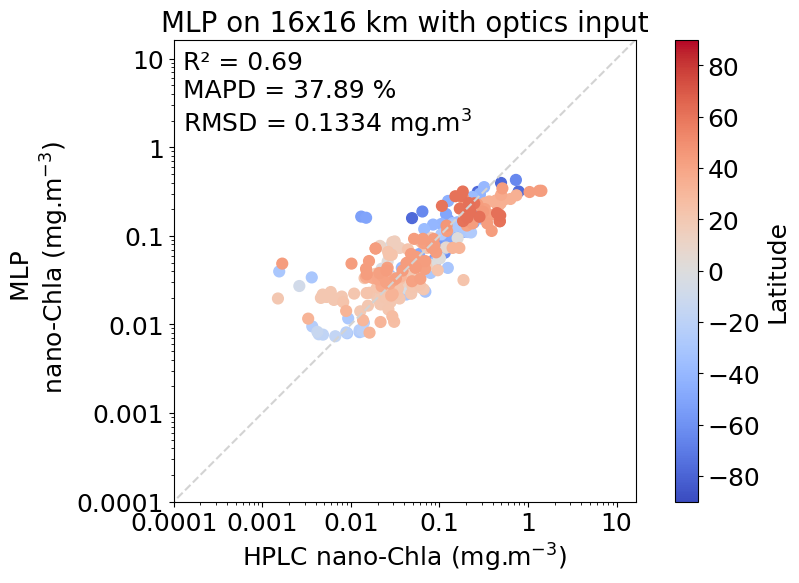 MLP on 16x16 km with optics input
R² = 0.69
MAPD = 37.89 %
RMSD = 0.1334 mg.m³
10
1
0.1
0.01
0.001
0.0001
MLP
nano-Chla (mg.m⁻³)
0.0001 0.001 0.01 0.1 1 10
HPLC nano-Chla (mg.m⁻³)
80
60
40
20
0
−20
−40
−60
−80
Latitude